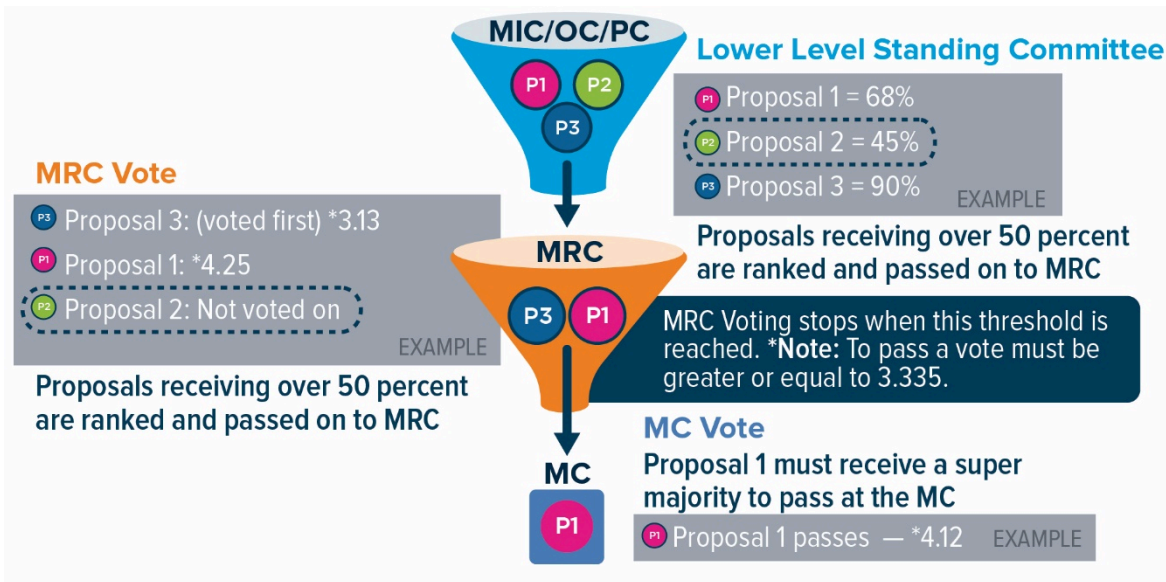 MIC/OC/PC
P1
P2
P3
Lower Level Standing Committee
P1 Proposal 1 = 68%
P2 Proposal 2 = 45%
P3 Proposal 3 = 90%
EXAMPLE
Proposals receiving over 50 percent
are ranked and passed on to MRC
MRC Vote
P3 Proposal 3: (voted first) *3.13
P1 Proposal 1: *4.25
P2 Proposal 2: Not voted on
EXAMPLE
Proposals receiving over 50 percent
are ranked and passed on to MRC
MRC
P3
P1
MRC Voting stops when this threshold is
reached. *Note: To pass a vote must be
greater or equal to 3.335.
MC Vote
Proposal 1 must receive a super
majority to pass at the MC
P1 Proposal 1 passes — *4.12 EXAMPLE
MC
P1